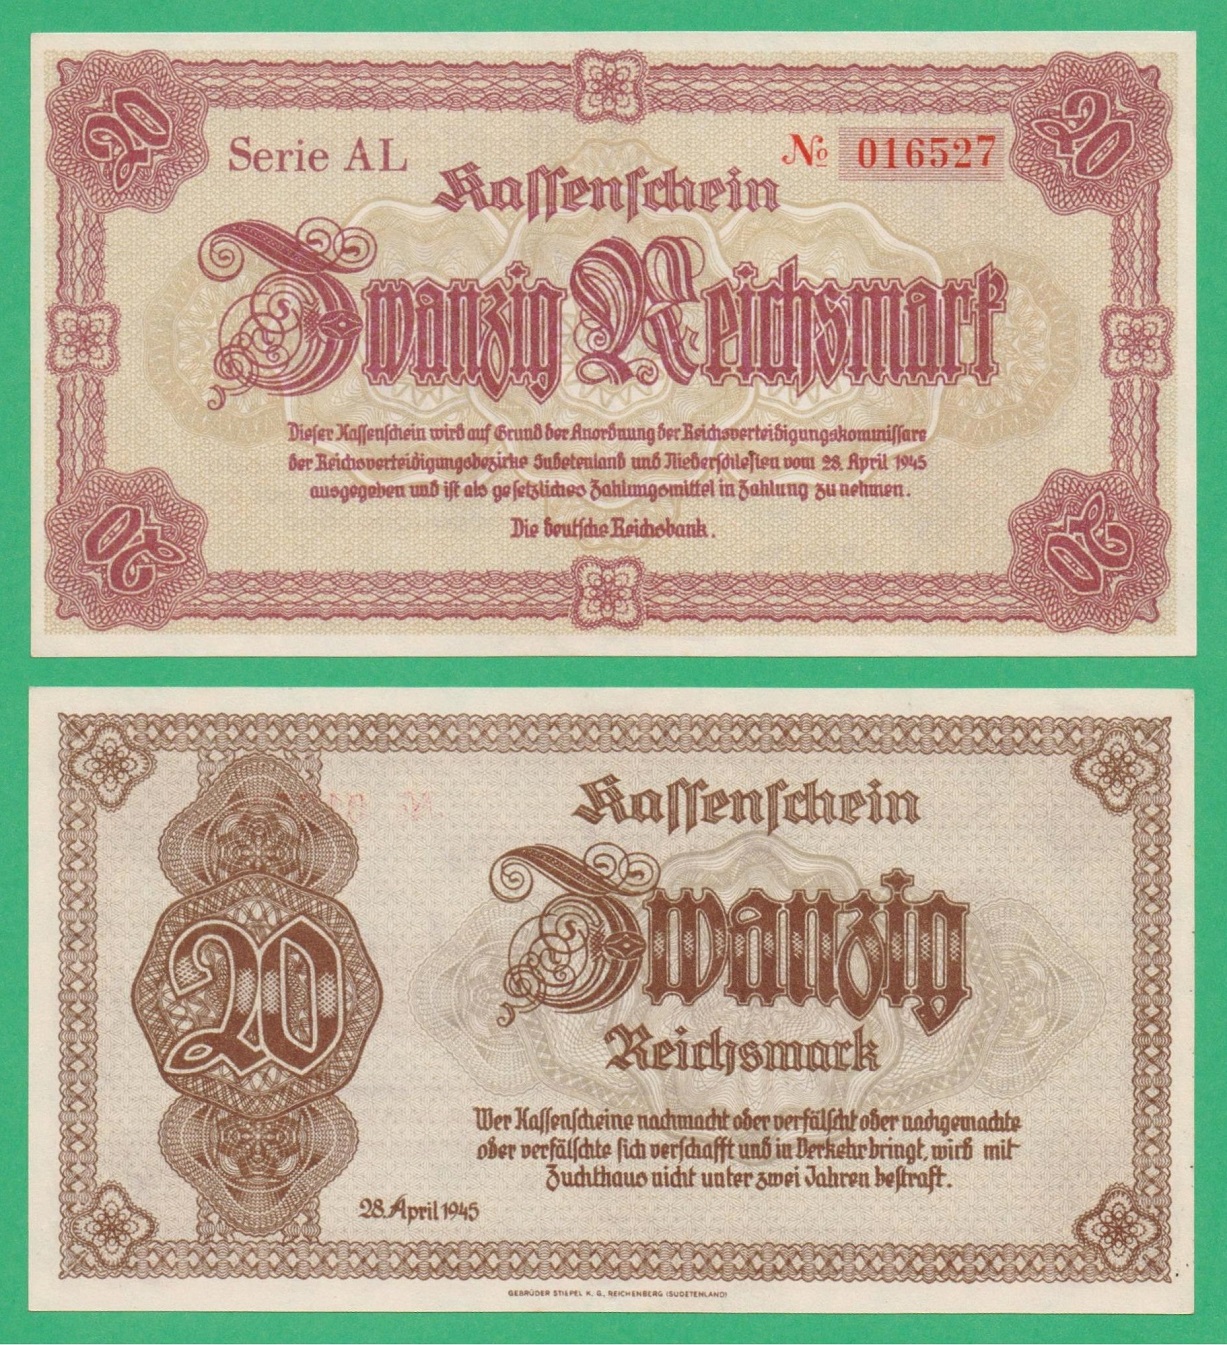 20
20
Serie AL
№ 016527
Kassenschein
Zwanzig Reichsmark
Dieser Kassenschein wird auf Grund der Anordnung der Reichsverteidigungskommissare
der Reichsverteidigungsbezirke Sudetenland und Niederschlesien vom 28. April 1945
ausgegeben und ist als gesetzliches Zahlungsmittel in Zahlung zu nehmen.
Die deutsche Reichsbank.
20
20
Kassenschein
20
Zwanzig
Reichsmark
Wer Kassenscheine nachmacht oder verfälscht oder nachgemachte
oder verfälschte sich verschafft und in Verkehr bringt, wird mit
Zuchthaus nicht unter zwei Jahren bestraft.
28. April 1945
GEBRÜDER STIEPEL K. G., REICHENBERG (SUDETENLAND)